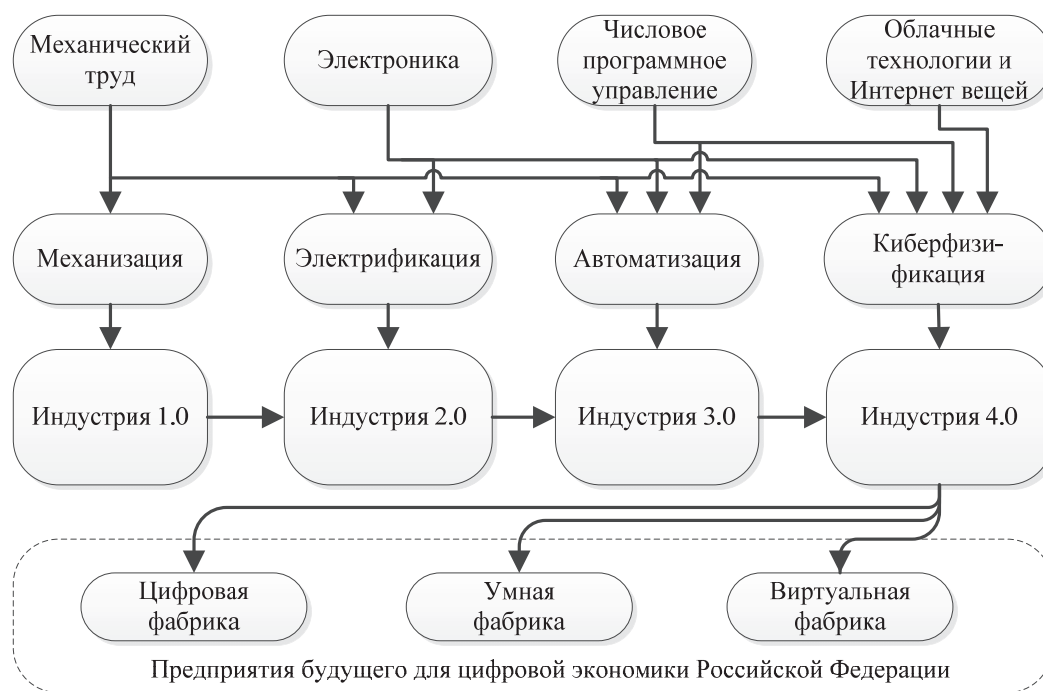 Механический
труд
Электроника
Числовое
программное
управление
Облачные
технологии и
Интернет вещей
Механизация
Электрификация
Автоматизация
Киберфизи-
фикация
Индустрия 1.0
Индустрия 2.0
Индустрия 3.0
Индустрия 4.0
Цифровая
фабрика
Умная
фабрика
Виртуальная
фабрика
Предприятия будущего для цифровой экономики Российской Федерации